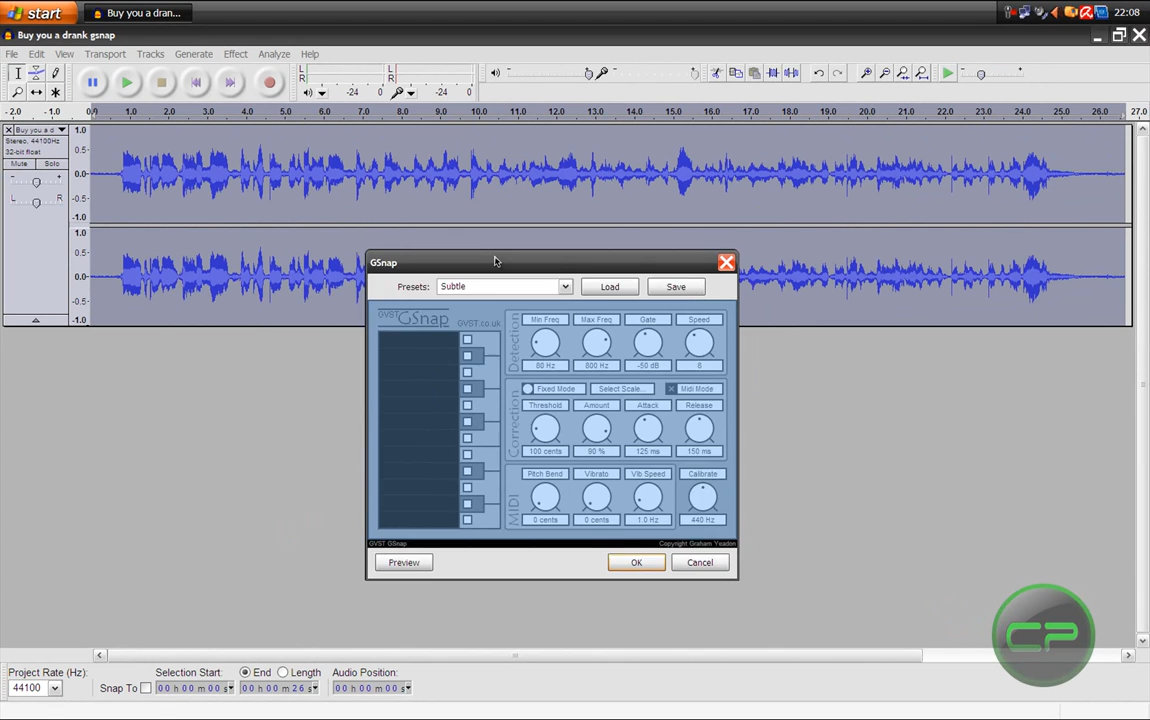 start
Buy you a dran...
22:08
Buy you a drank gsnap
File Edit View Transport Tracks Generate Effect Analyze Help
L
R
-24 0
L
R
-24 0
-2.0 -1.0 0.0 1.0 2.0 3.0 4.0 5.0 6.0 7.0 8.0 9.0 10.0 11.0 12.0 13.0 14.0 15.0 16.0 17.0 18.0 19.0 20.0 21.0 22.0 23.0 24.0 25.0 26.0 27.0
Buy you a d
Stereo, 44100Hz
32-bit float
Mute Solo
- +
L R
1.0
0.5
0.0
-0.5
-1.0
1.0
0.5
0.0
-0.5
-1.0
GSnap
Presets: Subtle Load Save
GVST GSnap GVST.co.uk
Detection
Min Freq Max Freq Gate Speed
80 Hz 800 Hz -50 dB 6
Correction
Fixed Mode Select Scale... Midi Mode
Threshold Amount Attack Release
100 cents 90 % 125 ms 150 ms
MIDI
Pitch Bend Vibrato Vib Speed Calibrate
0 cents 0 cents 1.0 Hz 440 Hz
GVST GSnap Copyright Graham Yeadon
Preview OK Cancel
CP
Project Rate (Hz): Selection Start: End Length Audio Position:
44100 Snap To 00 h 00 m 00 s 00 h 00 m 26 s 00 h 00 m 00 s